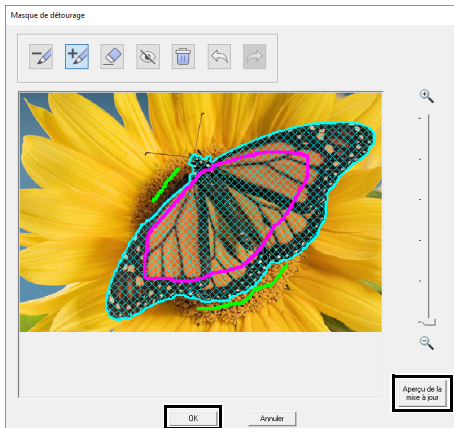 Masque de détourage
Aperçu de la
mise à jour
OK
Annuler